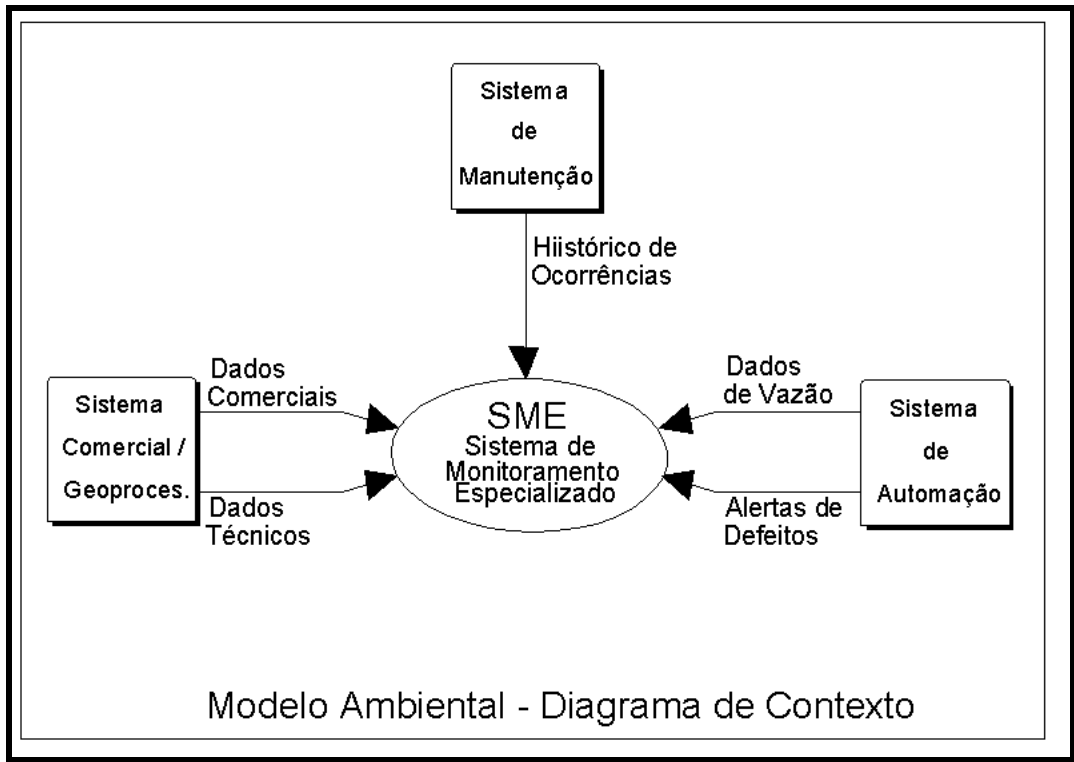 Sistema
de
Manutenção
Hiistórico de
Ocorrências
Dados
Comerciais
Sistema
Comercial /
Geoproces.
Dados
Técnicos
SME
Sistema de
Monitoramento
Especializado
Dados
de Vazão
Sistema
de
Automação
Alertas de
Defeitos
Modelo Ambiental - Diagrama de Contexto